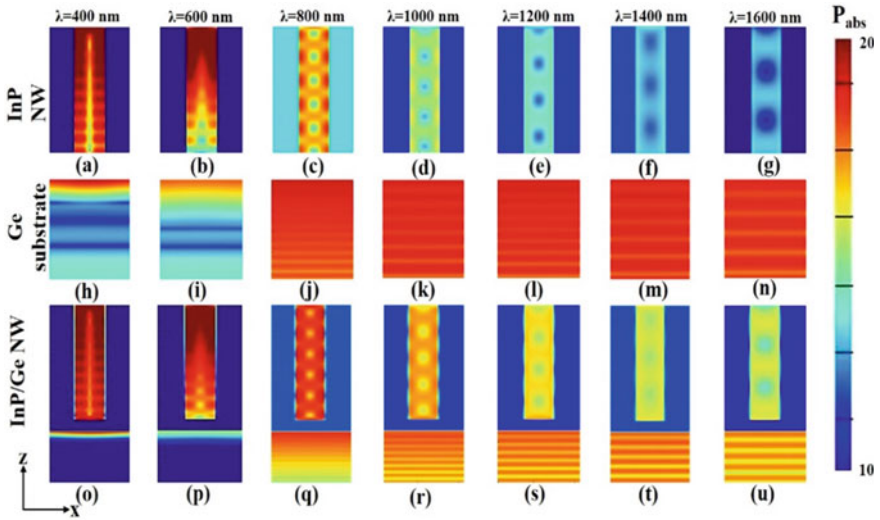 λ=400 nm λ=600 nm λ=800 nm λ=1000 nm λ=1200 nm λ=1400 nm λ=1600 nm
Pabs
20
InP
NW
(a) (b) (c) (d) (e) (f) (g)
Ge
substrate
(h) (i) (j) (k) (l) (m) (n)
InP/Ge NW
10
Z
(o) (p) (q) (r) (s) (t) (u)
X